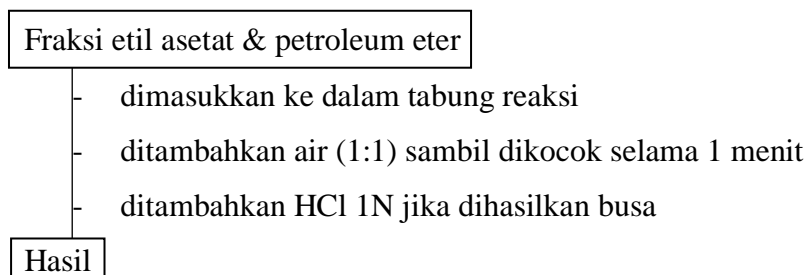 Fraksi etil asetat & petroleum eter
- dimasukkan ke dalam tabung reaksi
- ditambahkan air (1:1) sambil dikocok selama 1 menit
- ditambahkan HCl 1N jika dihasilkan busa
Hasil